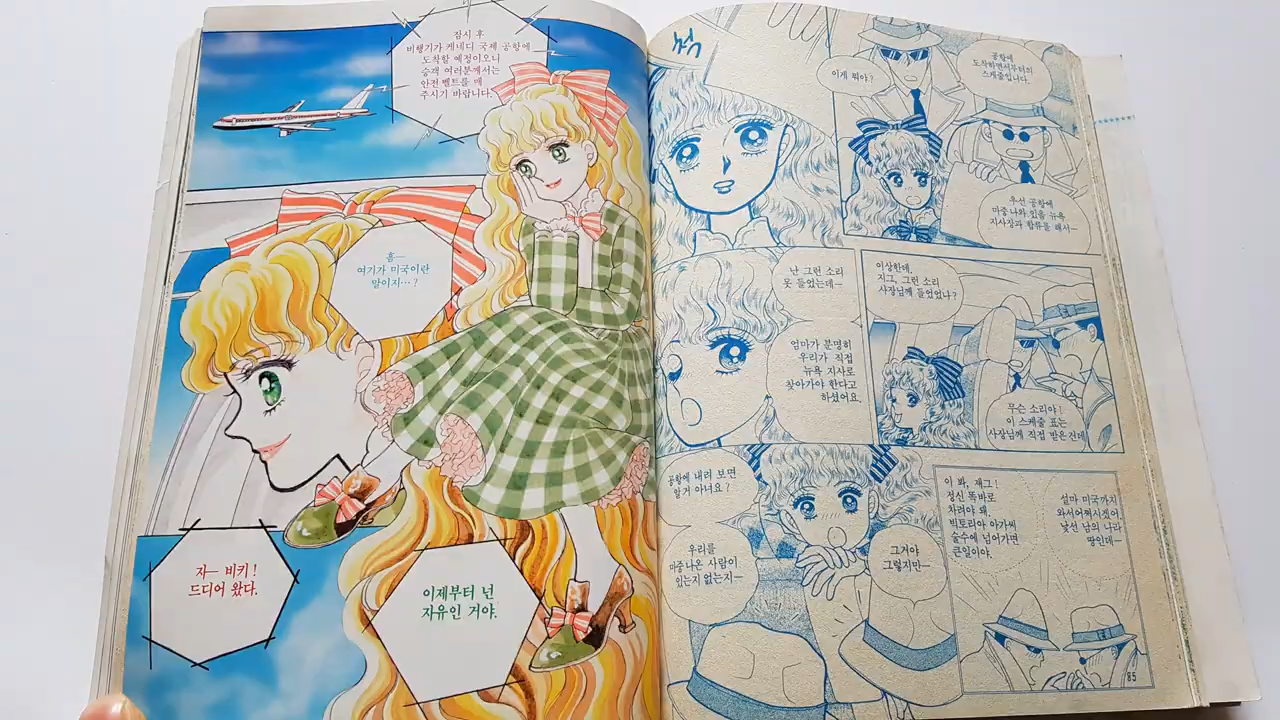 잠시 후
비행기가 케네디 국제 공항에
도착할 예정이오니
승객 여러분께서는
안전 벨트를 매
주시기 바랍니다.
흠—
여기가 미국이란
말이지…?
자— 비키!
드디어 왔다.
이제부터 넌
자유인 거야.
척
이게 뭐야?
공항에
도착하면서부터의
스케줄입니다.
우선 공항에
마중나와 있을 뉴욕
지사장과 합류를 해서—
난 그런 소리
못 들었는데—
엄마가 분명히
우리가 직접
뉴욕 지사로
찾아가야 한다고
하셨어요.
이상한데.
지그, 그런 소리
사장님께 들었었나?
무슨 소리야!
이 스케줄 표는
사장님께 직접 받은건데
공항에 내려 보면
알거 아녀요?
우리를
마중나온 사람이
있는지 없는지—
그거야
그렇지만—
이 봐, 재그!
정신 똑바로
차려야 돼.
빅토리아 아가씨
술수에 넘어가면
큰일이야.
설마 미국까지
와서어쩌시겠어.
낯선 남의 나라
땅인데—
85